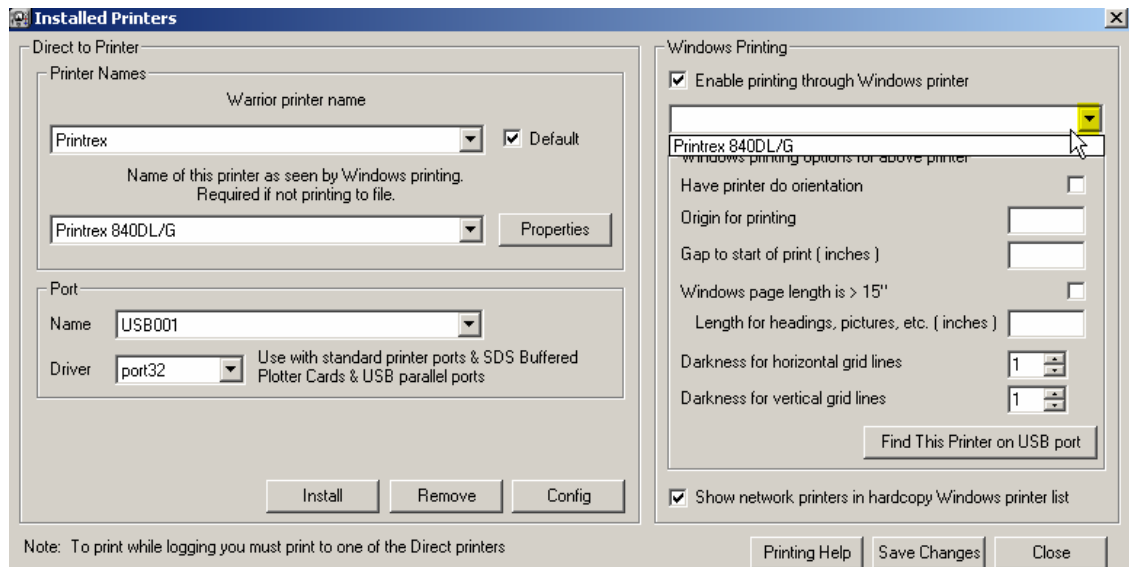 Installed Printers
Direct to Printer
Printer Names
Warrior printer name
Printrex
Default
Name of this printer as seen by Windows printing.
Required if not printing to file.
Printrex 840DL/G
Properties
Port
Name USB001
Driver port32
Use with standard printer ports & SDS Buffered
Plotter Cards & USB parallel ports
Install Remove Config
Note: To print while logging you must print to one of the Direct printers
Windows Printing
Enable printing through Windows printer
Printrex 840DL/G
Windows printing options for above printer
Have printer do orientation
Origin for printing
Gap to start of print ( inches )
Windows page length is > 15"
Length for headings, pictures, etc. ( inches )
Darkness for horizontal grid lines 1
Darkness for vertical grid lines 1
Find This Printer on USB port
Show network printers in hardcopy Windows printer list
Printing Help Save Changes Close